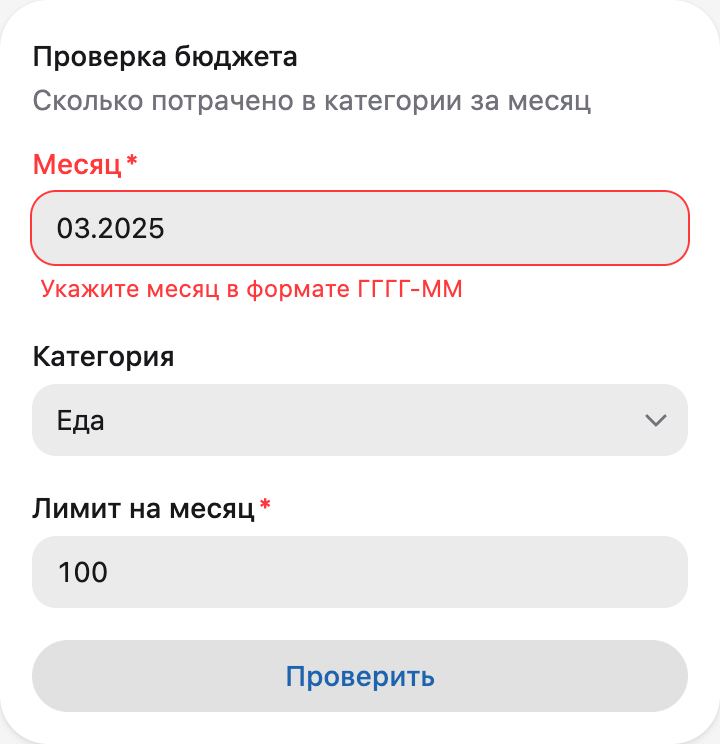 Проверка бюджета
Сколько потрачено в категории за месяц
Месяц*
03.2025
Укажите месяц в формате ГГГГ-ММ
Категория
Еда
Лимит на месяц*
100
Проверить